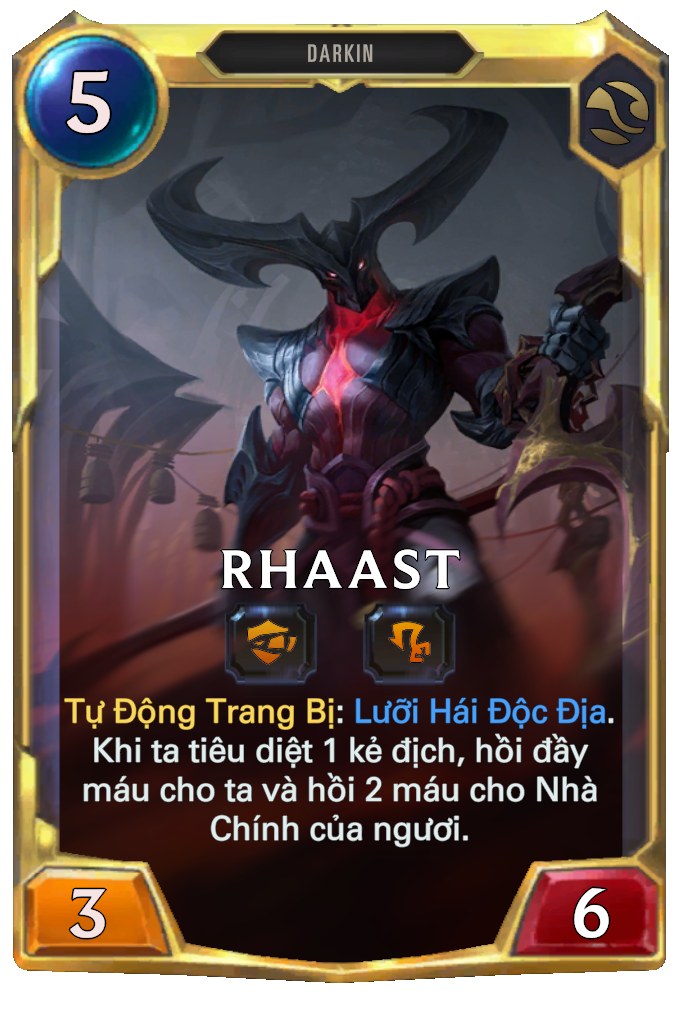 DARKIN
5
RHAAST
Tự Động Trang Bị: Lưỡi Hái Độc Địa.
Khi ta tiêu diệt 1 kẻ địch, hồi đầy
máu cho ta và hồi 2 máu cho Nhà
Chính của ngươi.
3
6